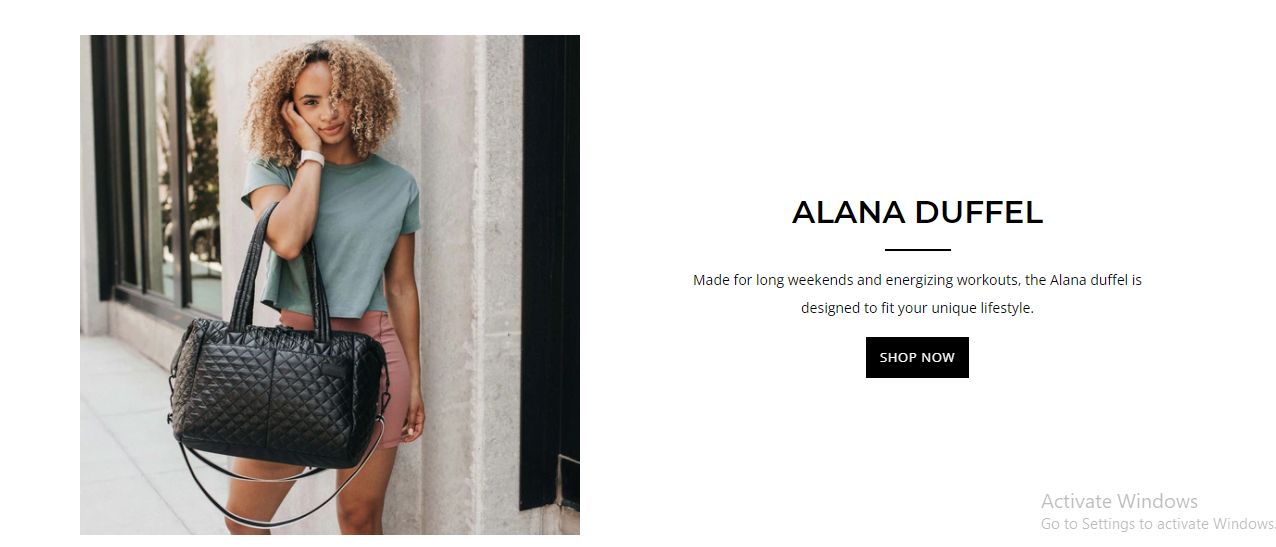 ALANA DUFFEL
Made for long weekends and energizing workouts, the Alana duffel is
designed to fit your unique lifestyle.
SHOP NOW
Activate Windows
Go to Settings to activate Windows.